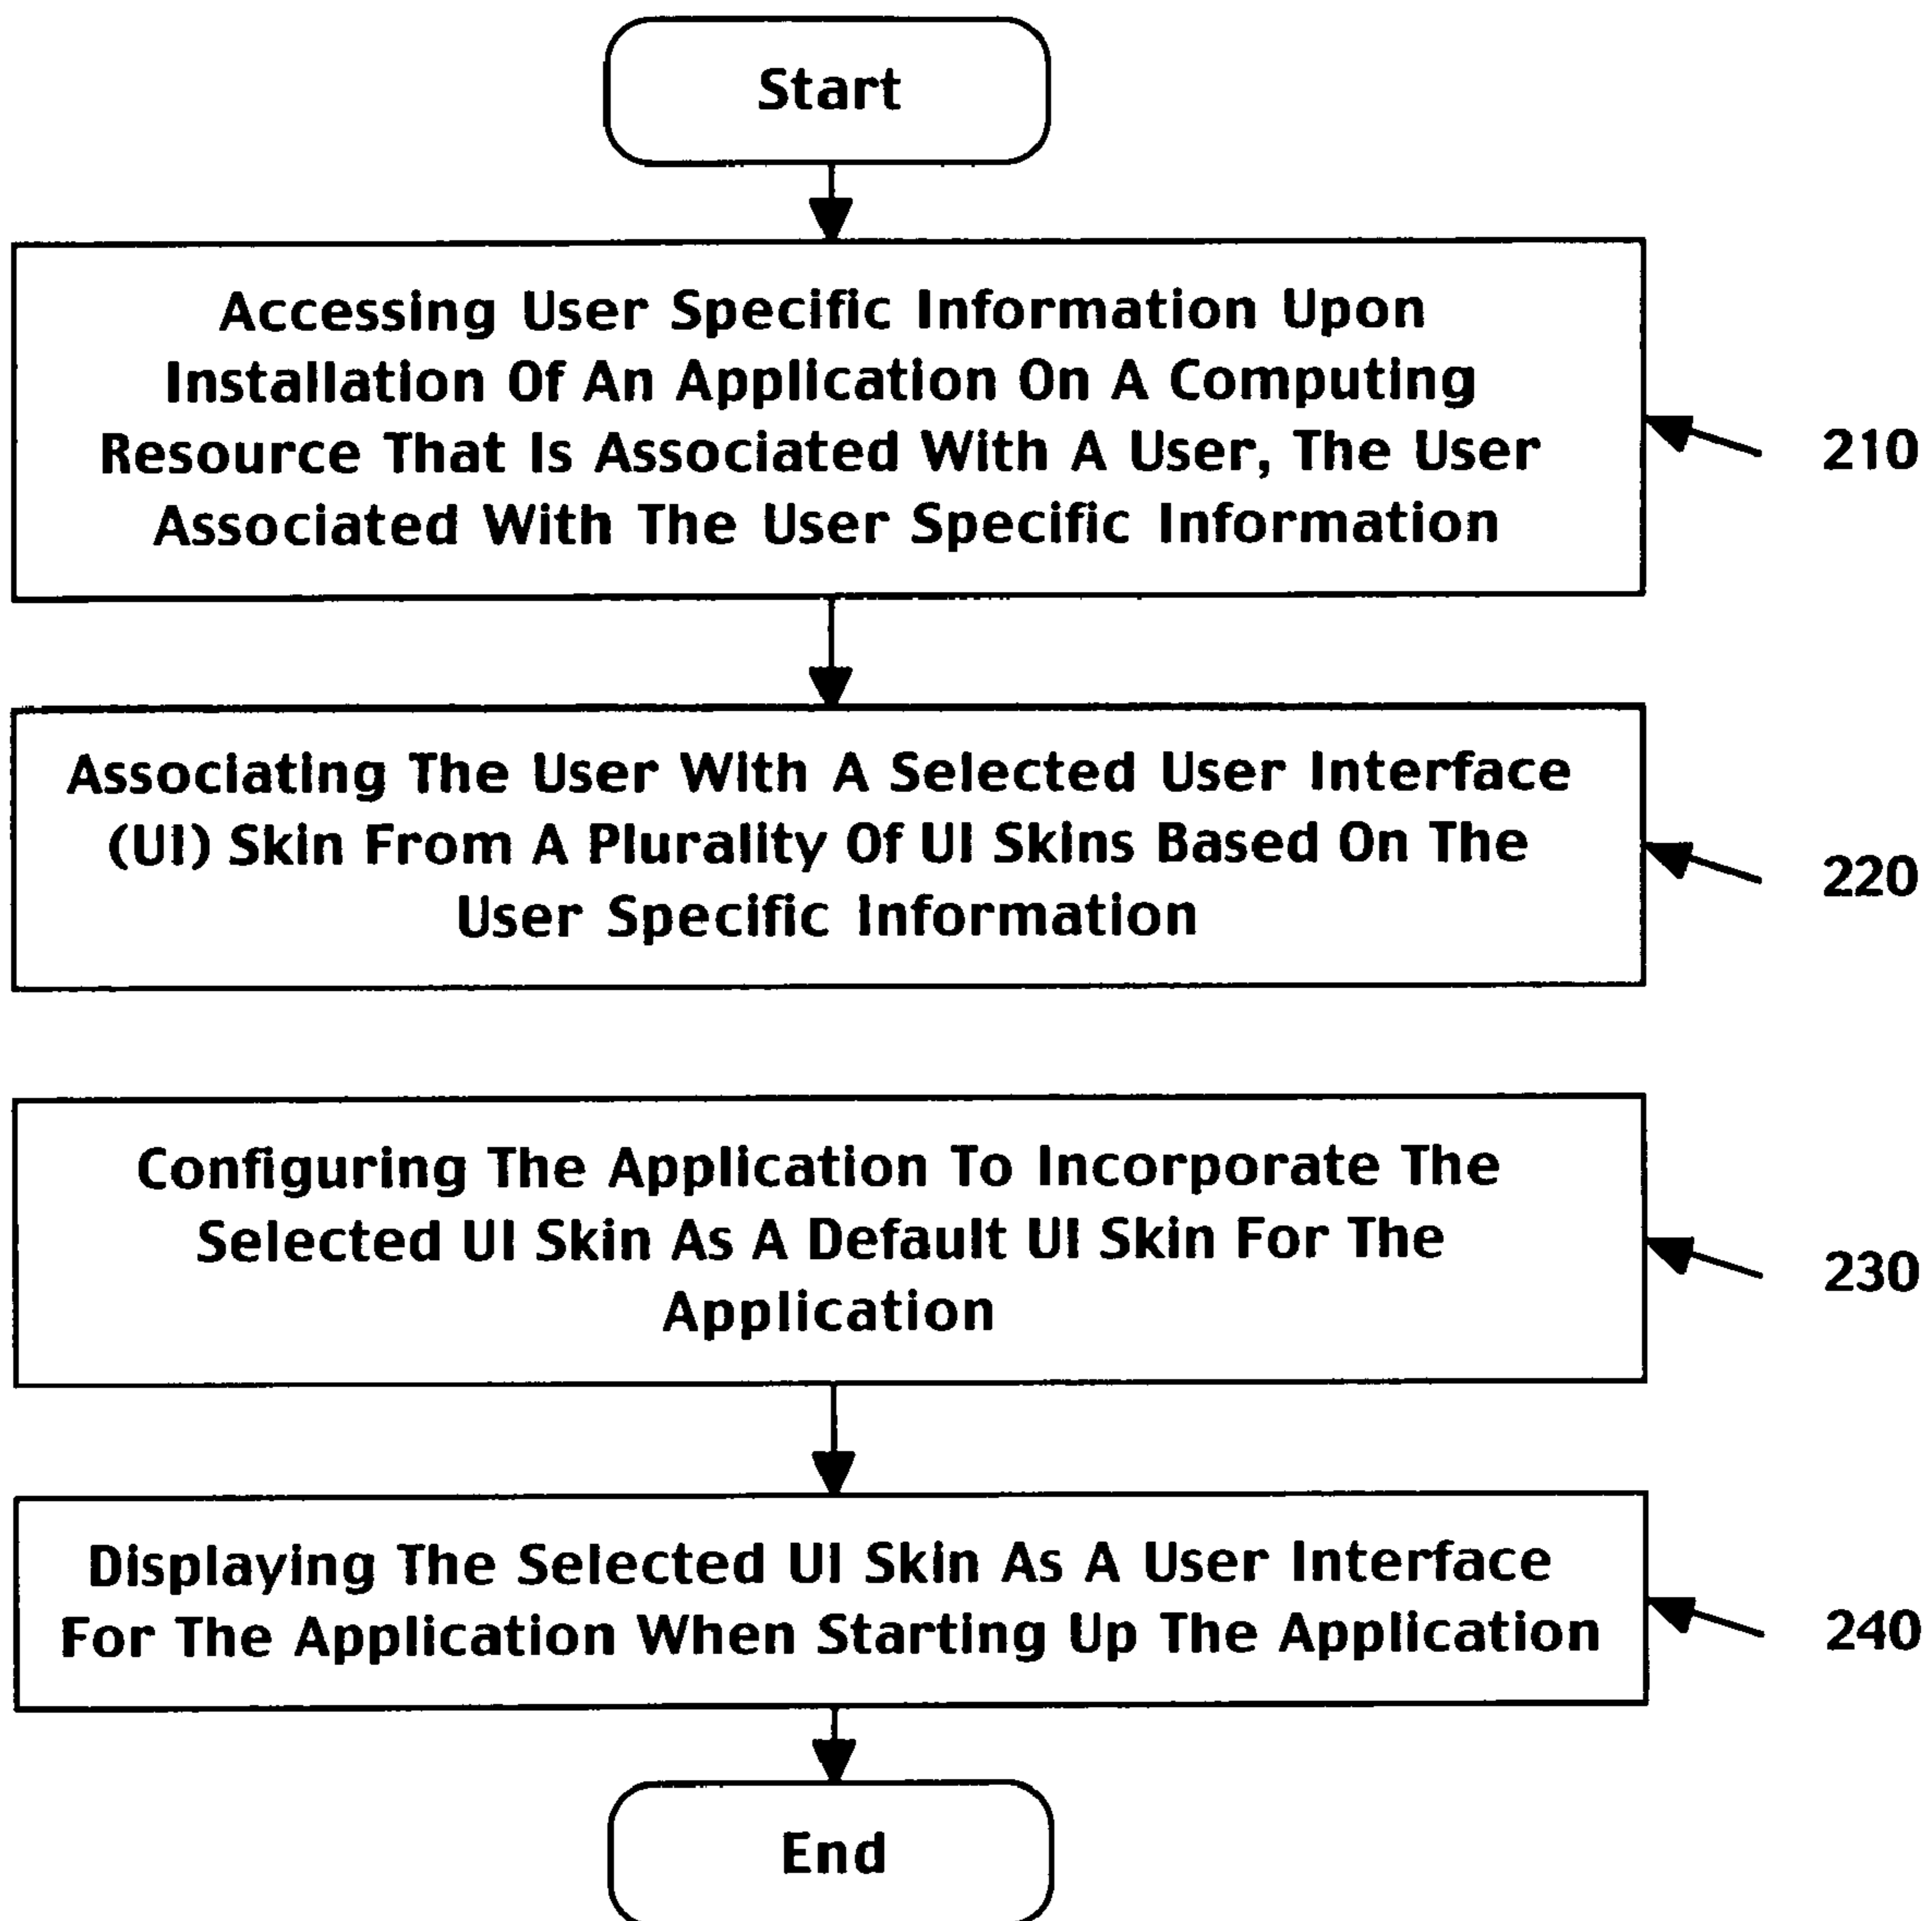 Start
Accessing User Specific Information Upon
Installation Of An Application On A Computing
Resource That Is Associated With A User, The User
Associated With The User Specific Information
210
Associating The User With A Selected User Interface
(UI) Skin From A Plurality Of UI Skins Based On The
User Specific Information
220
Configuring The Application To Incorporate The
Selected UI Skin As A Default UI Skin For The
Application
230
Displaying The Selected UI Skin As A User Interface
For The Application When Starting Up The Application
240
End